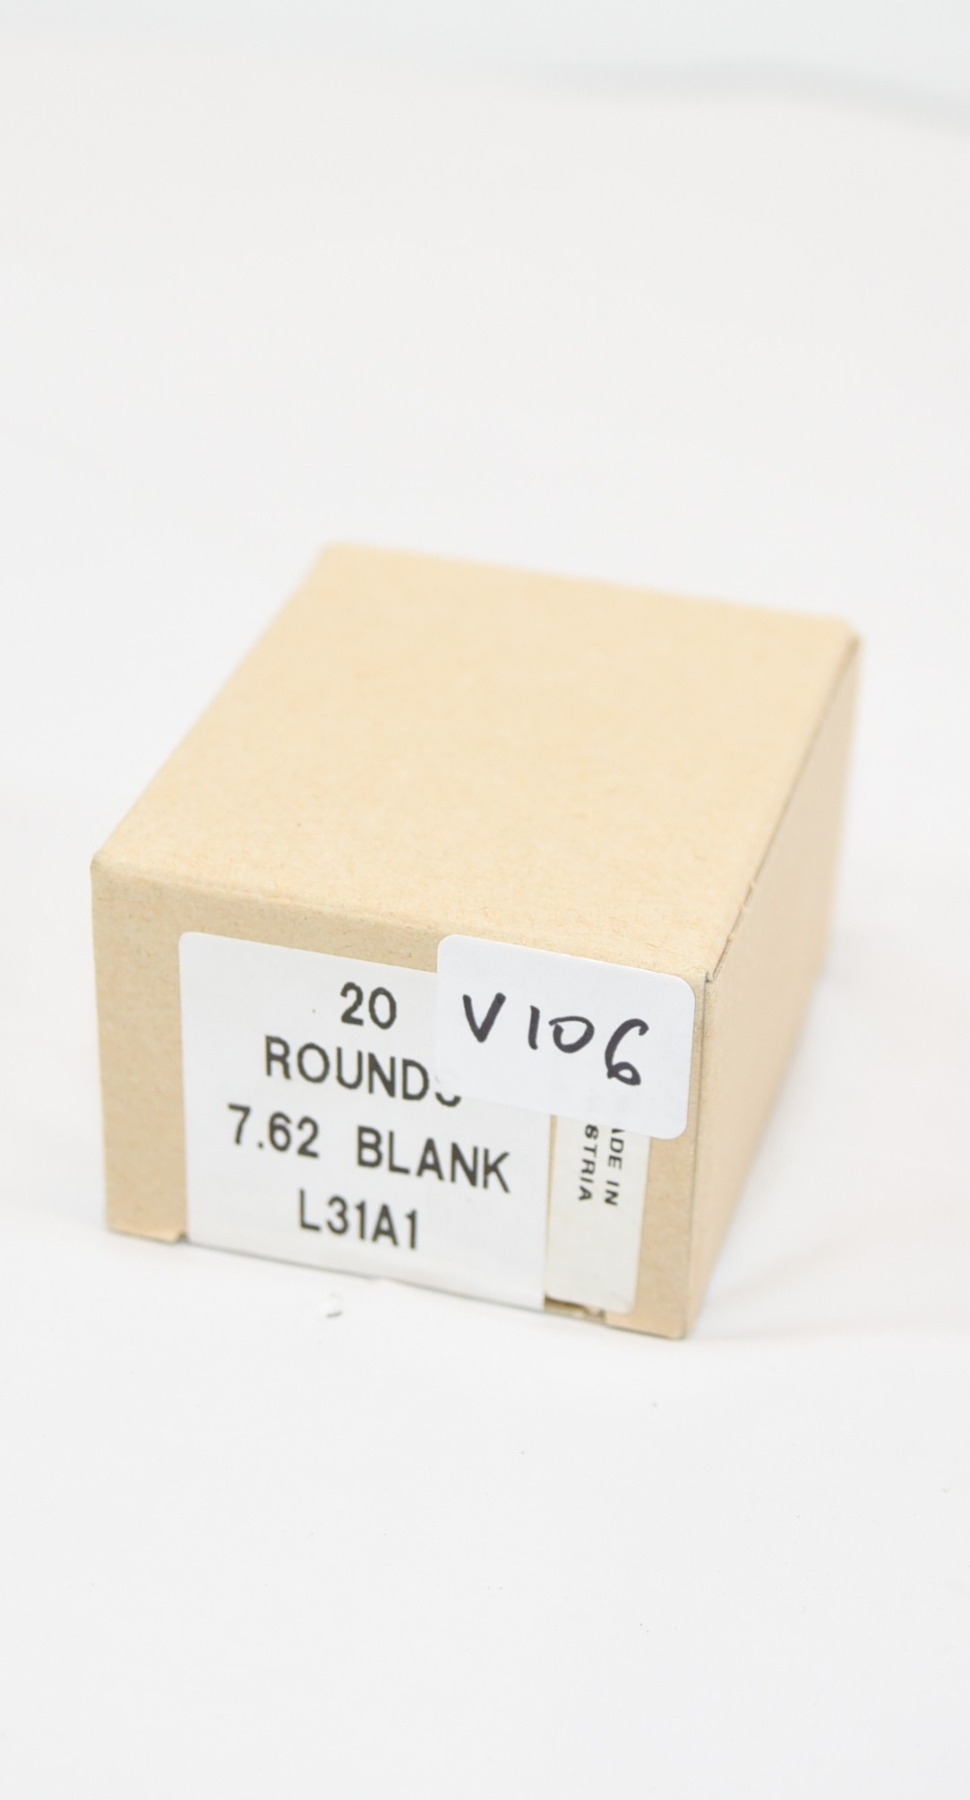 20
ROUNDS
7.62 BLANK
L31A1
V106
ADE IN
STRIA